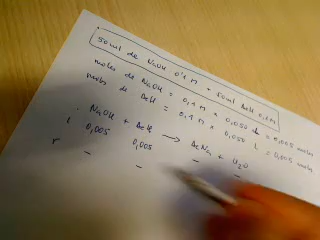 50 ml de NaOH 0'1 M + 50 ml AcH 0,1 M
moles de NaOH = 0,1 M × 0,050 L = 0,005 moles
moles de AcH = 0,1 M × 0,050 L = 0,005 moles
NaOH + AcH → AcNa + H2O
i 0,005 0,005 - -
r - -